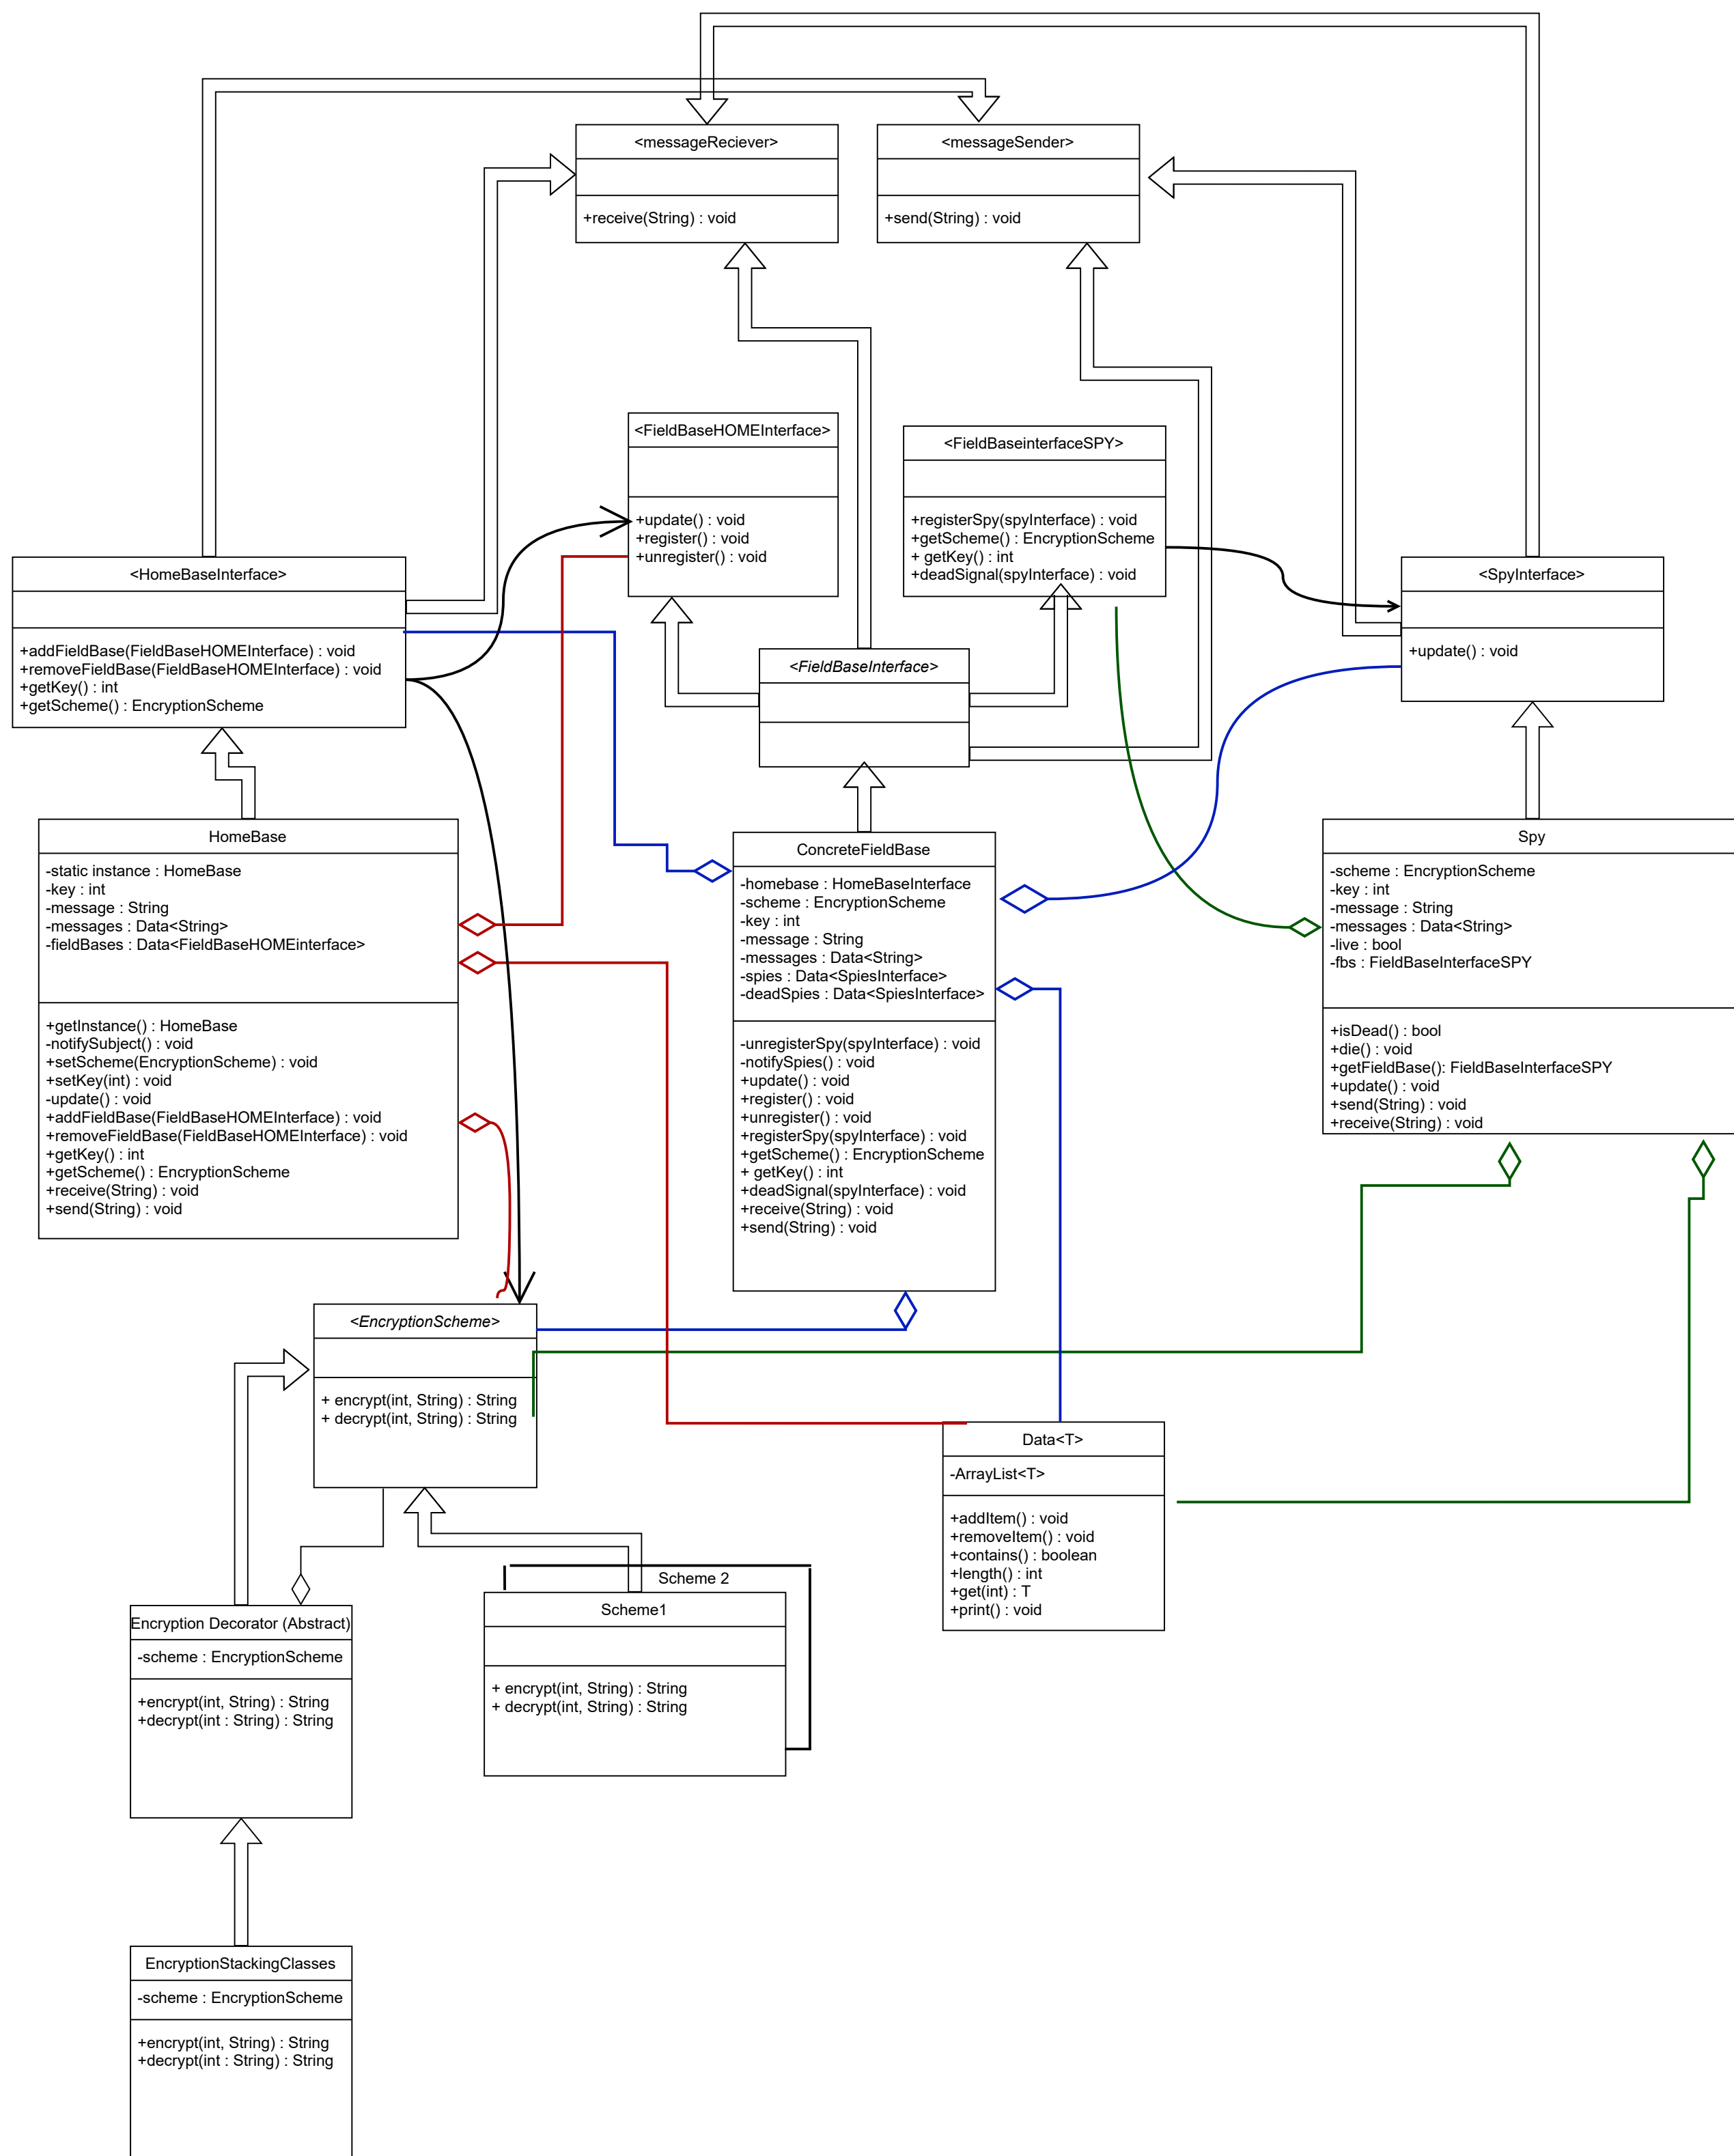 <messageReciever>
+receive(String) : void
<messageSender>
+send(String) : void
<FieldBaseHOMEInterface>
+update() : void
+register() : void
+unregister() : void
<FieldBaseinterfaceSPY>
+registerSpy(spyInterface) : void
+getScheme() : EncryptionScheme
+ getKey() : int
+deadSignal(spyInterface) : void
<HomeBaseInterface>
+addFieldBase(FieldBaseHOMEInterface) : void
+removeFieldBase(FieldBaseHOMEInterface) : void
+getKey() : int
+getScheme() : EncryptionScheme
<SpyInterface>
+update() : void
<FieldBaseInterface>
HomeBase
-static instance : HomeBase
-key : int
-message : String
-messages : Data<String>
-fieldBases : Data<FieldBaseHOMEinterface>
+getInstance() : HomeBase
-notifySubject() : void
+setScheme(EncryptionScheme) : void
+setKey(int) : void
-update() : void
+addFieldBase(FieldBaseHOMEInterface) : void
+removeFieldBase(FieldBaseHOMEInterface) : void
+getKey() : int
+getScheme() : EncryptionScheme
+receive(String) : void
+send(String) : void
ConcreteFieldBase
-homebase : HomeBaseInterface
-scheme : EncryptionScheme
-key : int
-message : String
-messages : Data<String>
-spies : Data<SpiesInterface>
-deadSpies : Data<SpiesInterface>
-unregisterSpy(spyInterface) : void
-notifySpies() : void
+update() : void
+register() : void
+unregister() : void
+registerSpy(spyInterface) : void
+getScheme() : EncryptionScheme
+ getKey() : int
+deadSignal(spyInterface) : void
+receive(String) : void
+send(String) : void
Spy
-scheme : EncryptionScheme
-key : int
-message : String
-messages : Data<String>
-live : bool
-fbs : FieldBaseInterfaceSPY
+isDead() : bool
+die() : void
+getFieldBase(): FieldBaseInterfaceSPY
+update() : void
+send(String) : void
+receive(String) : void
<EncryptionScheme>
+ encrypt(int, String) : String
+ decrypt(int, String) : String
Data<T>
-ArrayList<T>
+addItem() : void
+removeItem() : void
+contains() : boolean
+length() : int
+get(int) : T
+print() : void
Scheme 2
Scheme1
+ encrypt(int, String) : String
+ decrypt(int, String) : String
Encryption Decorator (Abstract)
-scheme : EncryptionScheme
+encrypt(int, String) : String
+decrypt(int : String) : String
EncryptionStackingClasses
-scheme : EncryptionScheme
+encrypt(int, String) : String
+decrypt(int : String) : String